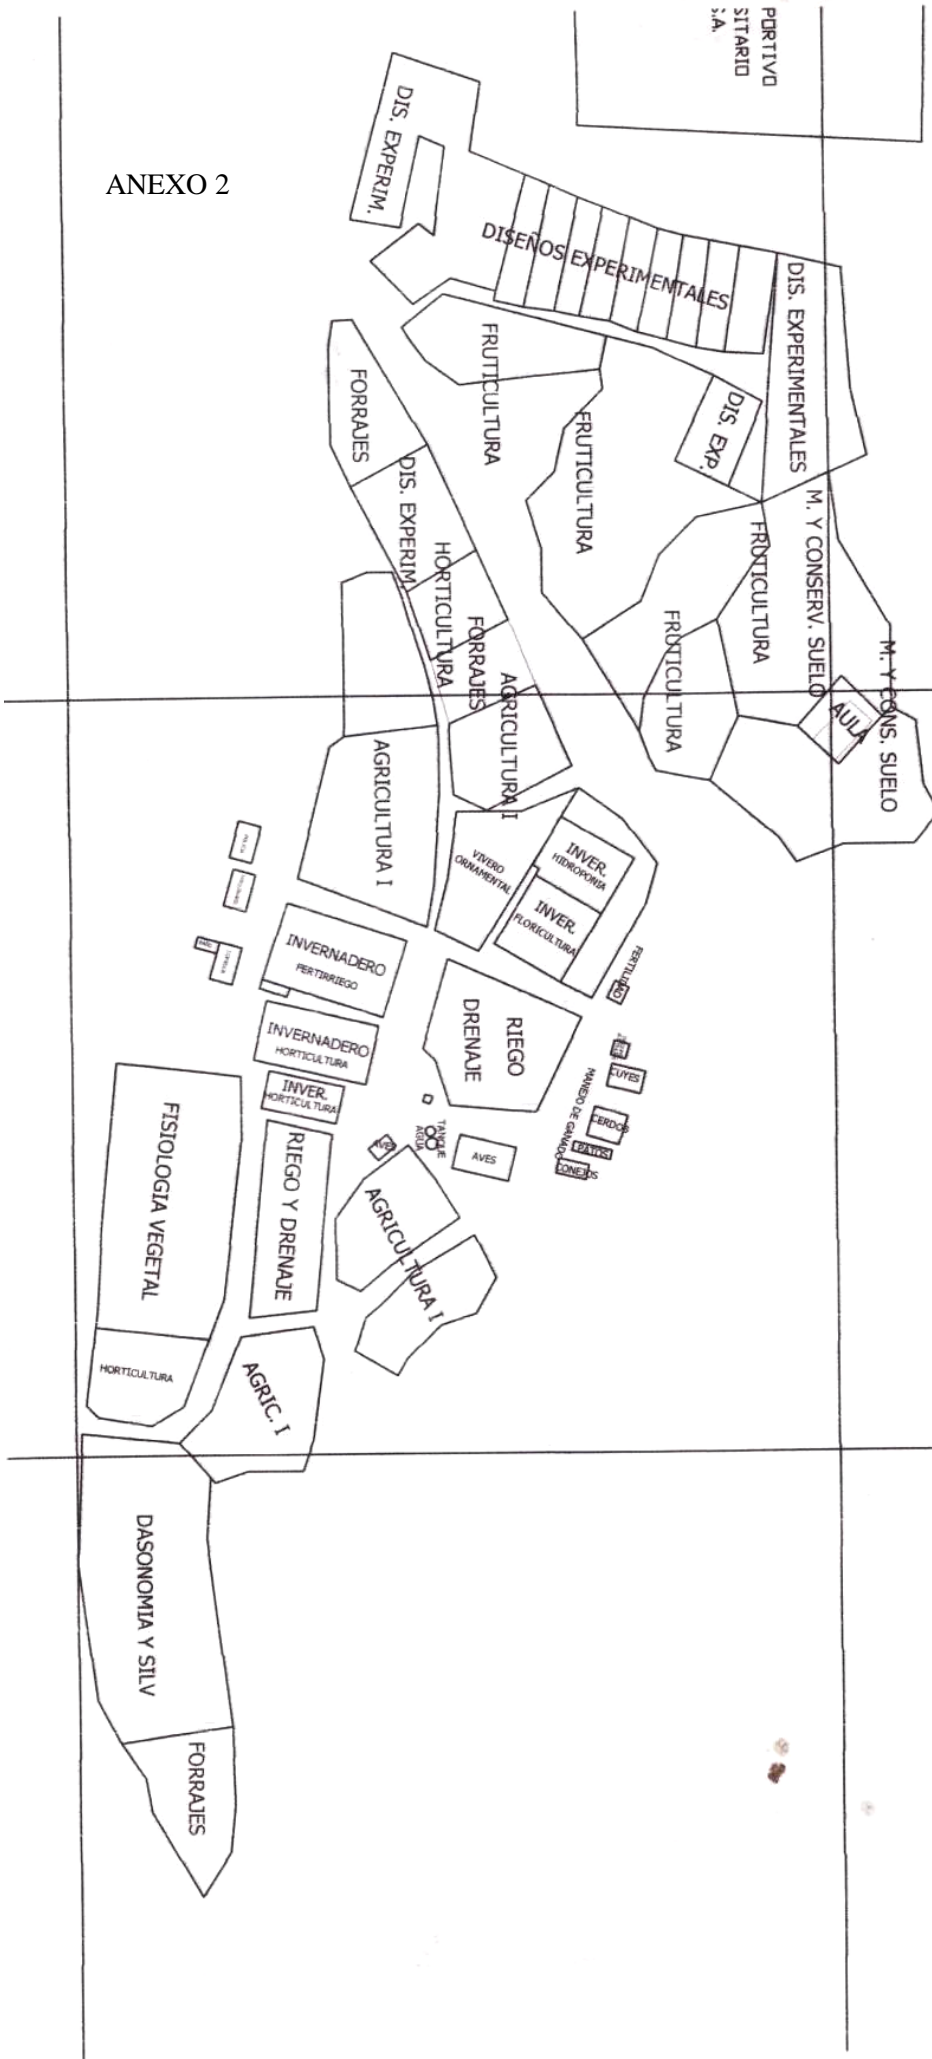 PORTIVO
SITARIO
S.A.
ANEXO 2
DIS. EXPERIM.
DISEÑOS EXPERIMENTALES
DIS. EXPERIMENTALES
FRUTICULTURA
FORRAJES
DIS. EXP.
FRUTICULTURA
DIS. EXPERIM.
M. Y CONSERV. SUELO
FRUTICULTURA
HORTICULTURA
FRUTICULTURA
FORRAJES
M. Y CONS. SUELO
AGRICULTURA I
AULA
AGRICULTURA I
VIVERO
ORNAMENTAL
INVER.
HIDROPONIA
INVER.
FLORICULTURA
INVERNADERO
FERTIRRIEGO
RIEGO
DRENAJE
INVERNADERO
HORTICULTURA
CUYES
INVER.
HORTICULTURA
MANEJO DE GANADO
CERDOS
TANQUE
AGUA
AVES
AVES
PATOS
CONEJOS
FISIOLOGIA VEGETAL
RIEGO Y DRENAJE
AGRICULTURA I
HORTICULTURA
AGRIC. I
DASONOMIA Y SILV
FORRAJES